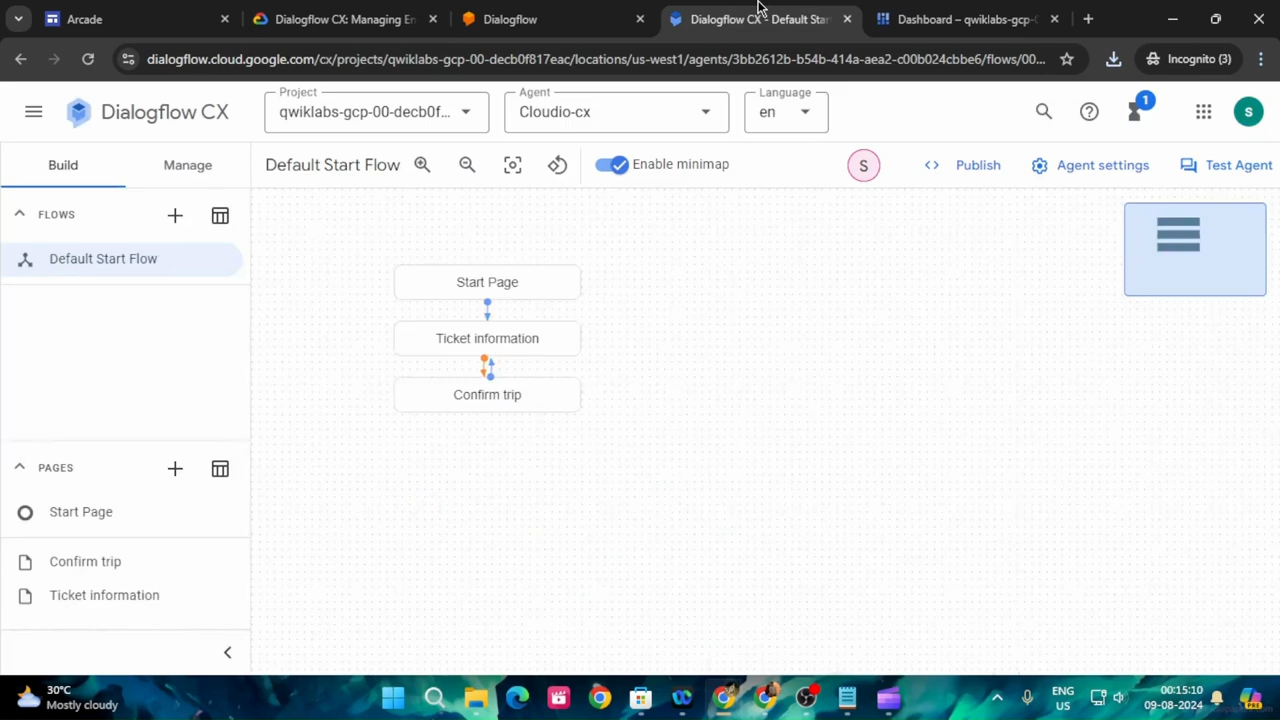 Arcade
Dialogflow CX: Managing En
Dialogflow
Dialogflow CX - Default Star
Dashboard – qwiklabs-gcp-0
dialogflow.cloud.google.com/cx/projects/qwiklabs-gcp-00-decb0f817eac/locations/us-west1/agents/3bb2612b-b54b-414a-aea2-c00b024cbbe6/flows/00...
Incognito (3)
Dialogflow CX
Project
qwiklabs-gcp-00-decb0f...
Agent
Cloudio-cx
Language
en
1
S
Build
Manage
Default Start Flow
Enable minimap
S
Publish
Agent settings
Test Agent
FLOWS
Default Start Flow
Start Page
Ticket information
Confirm trip
PAGES
Start Page
Confirm trip
Ticket information
30°C
Mostly cloudy
ENG
US
00:15:10
09-08-2024
PRE